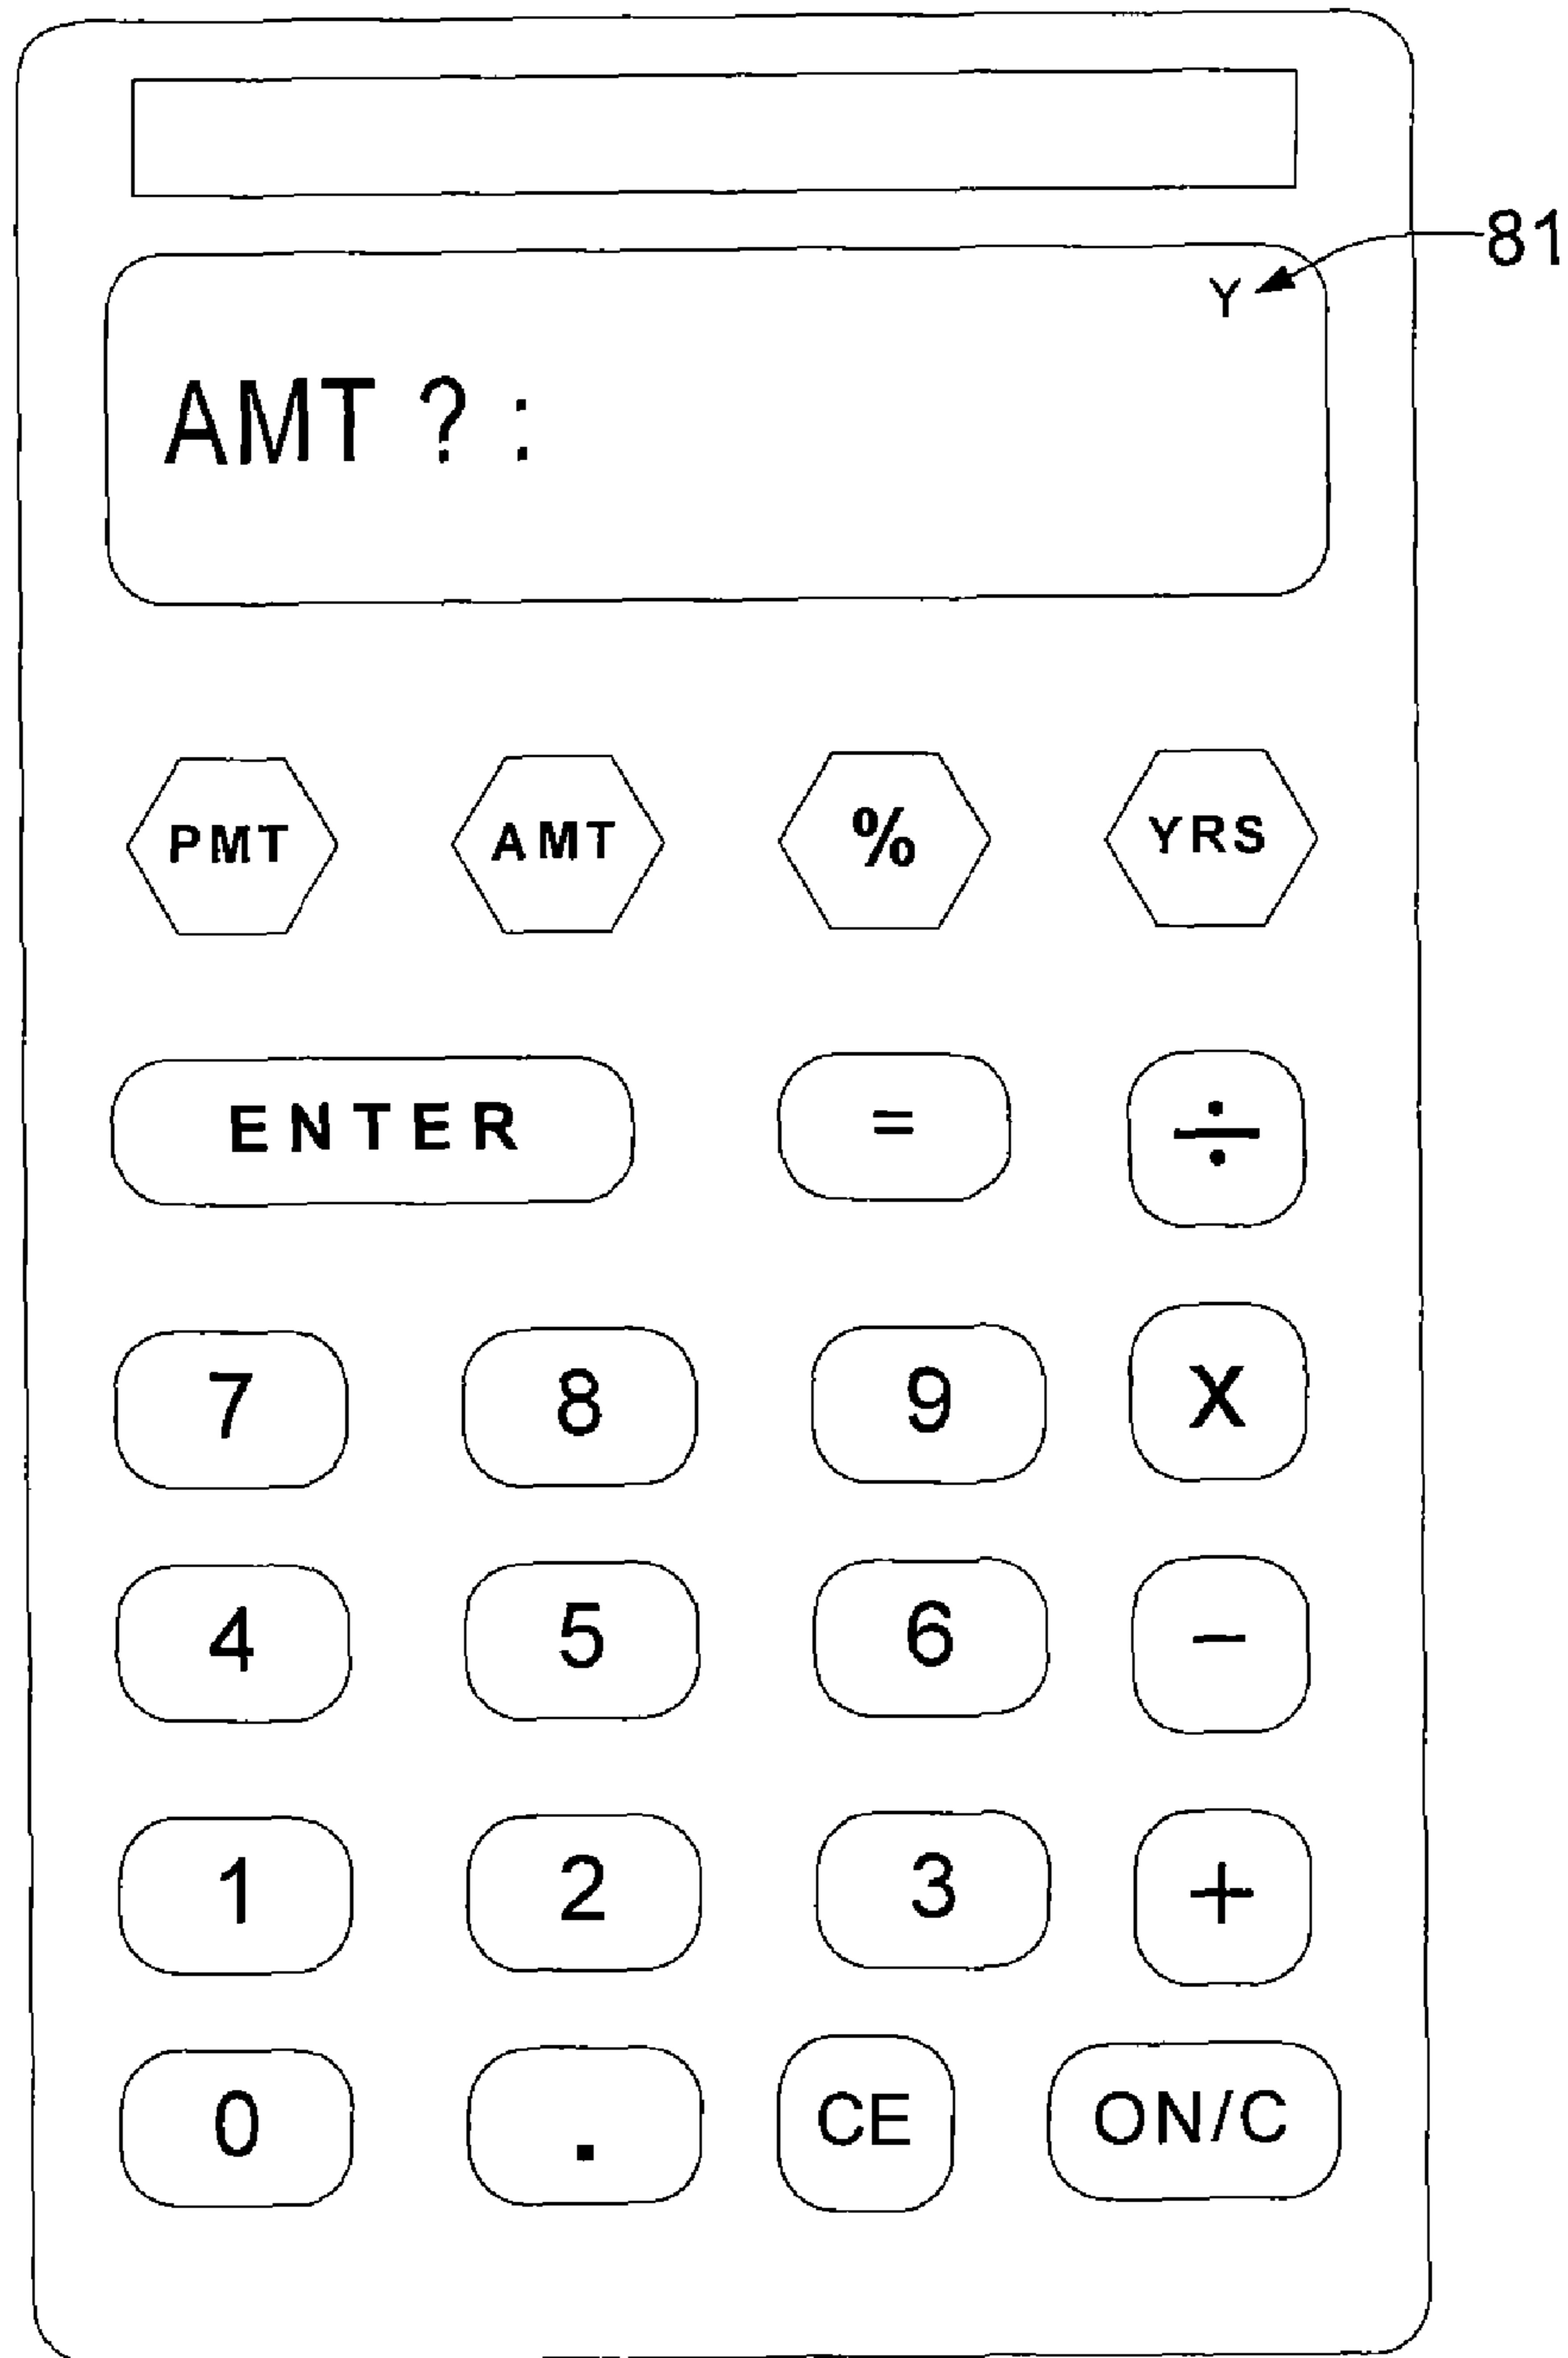 81
Y
AMT ? :
PMT AMT % YRS
ENTER = ÷
7 8 9 X
4 5 6 −
1 2 3 +
0 . CE ON/C